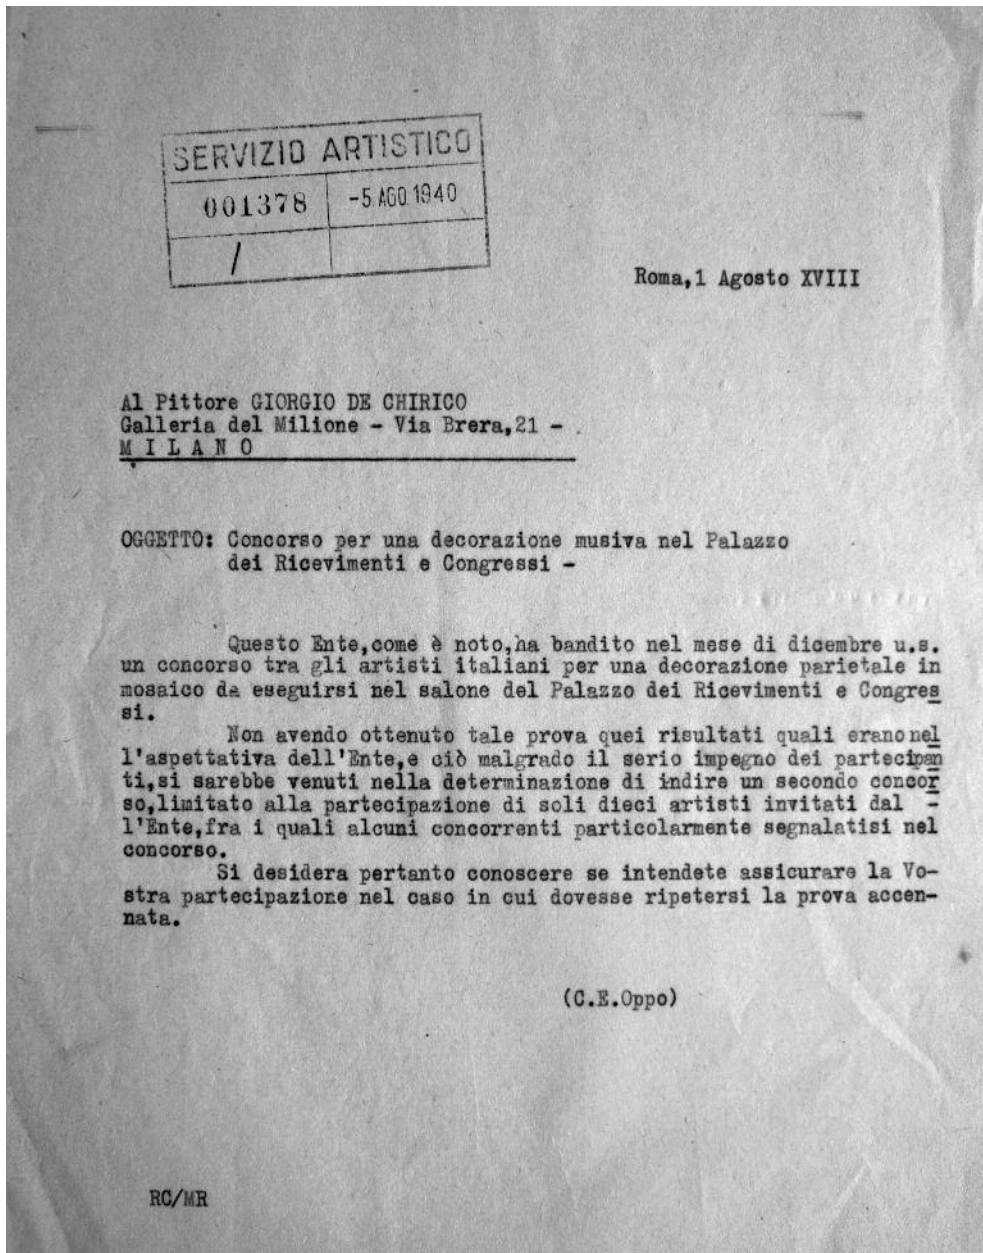 SERVIZIO ARTISTICO
001378 -5 AGO 1940
/
Roma,1 Agosto XVIII
Al Pittore GIORGIO DE CHIRICO
Galleria del Milione - Via Brera,21 -
M I L A N O
OGGETTO: Concorso per una decorazione musiva nel Palazzo
dei Ricevimenti e Congressi -
Questo Ente,come è noto,ha bandito nel mese di dicembre u.s.
un concorso tra gli artisti italiani per una decorazione parietale in
mosaico da eseguirsi nel salone del Palazzo dei Ricevimenti e Congres
si.
Non avendo ottenuto tale prova quei risultati quali erano nel
l'aspettativa dell'Ente,e ciò malgrado il serio impegno dei partecipan
ti,si sarebbe venuti nella determinazione di indire un secondo concor
so,limitato alla partecipazione di soli dieci artisti invitati dal -
l'Ente,fra i quali alcuni concorrenti particolarmente segnalatisi nel
concorso.
Si desidera pertanto conoscere se intendete assicurare la Vo-
stra partecipazione nel caso in cui dovesse ripetersi la prova accen-
nata.
(C.E.Oppo)
RC/MR